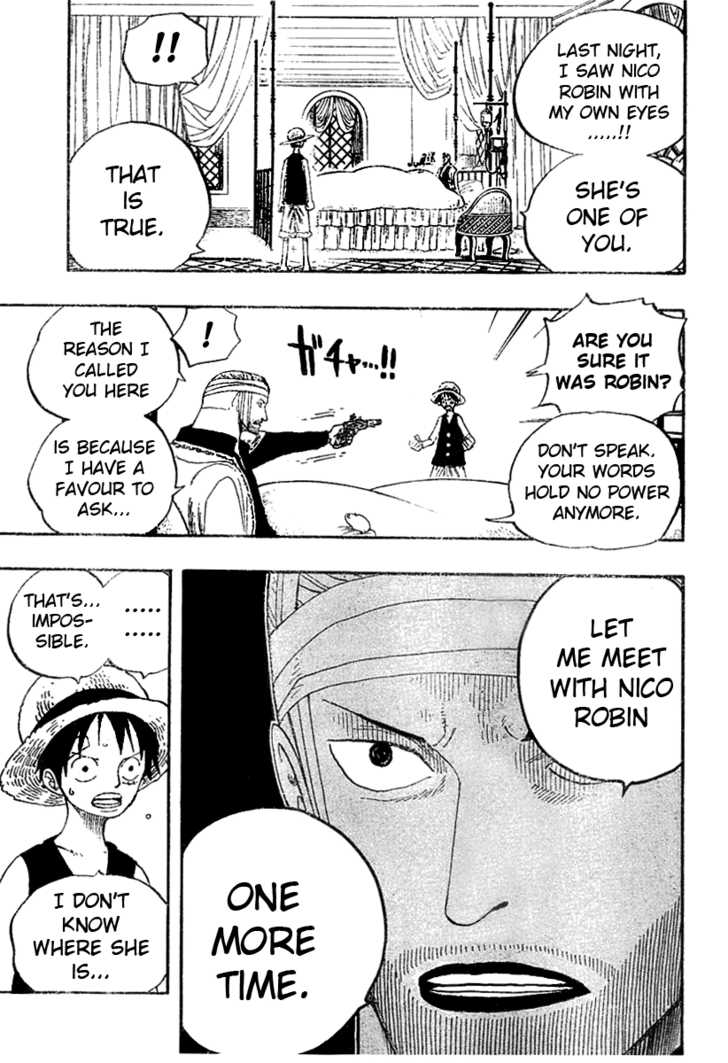 LAST NIGHT,
I SAW NICO
ROBIN WITH
MY OWN EYES
.....!!
SHE'S
ONE OF
YOU.
!!
THAT
IS
TRUE.
ARE YOU
SURE IT
WAS ROBIN?
DON'T SPEAK.
YOUR WORDS
HOLD NO POWER
ANYMORE.
ガチャ...!!
!
THE
REASON I
CALLED
YOU HERE
IS BECAUSE
I HAVE A
FAVOUR TO
ASK...
LET
ME MEET
WITH NICO
ROBIN
ONE
MORE
TIME.
.....
.....
THAT'S...
IMPOS-
SIBLE.
I DON'T
KNOW
WHERE SHE
IS...